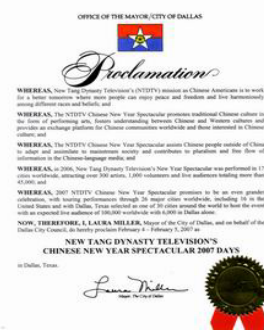 OFFICE OF THE MAYOR/CITY OF DALLAS
Proclamation
WHEREAS, New Tang Dynasty Television's (NTDTV) mission as Chinese Americans is to work
for a better tomorrow where more people can enjoy peace and freedom and live harmoniously
among different races and beliefs; and
WHEREAS, The NTDTV Chinese New Year Spectacular promotes traditional Chinese culture in
the form of performing arts, fosters understanding between Chinese and Western cultures and
provides an exchange platform for Chinese communities worldwide and those interested in Chinese
culture; and
WHEREAS, The NTDTV Chinese New Year Spectacular assists Chinese people outside of China
to adapt and assimilate to mainstream society and contributes to pluralism and free flow of
information in the Chinese-language media; and
WHEREAS, in 2006, New Tang Dynasty Television's New Year Spectacular was performed in 17
cities worldwide, attracting over 300 artists, 1,000 volunteers and live audiences totaling more than
45,000; and
WHEREAS, 2007 NTDTV Chinese New Year Spectacular promises to be an even grander
celebration, with touring performances through 26 major cities worldwide, including 16 in the
United States and with Dallas, Texas selected as one of 30 cities around the world to host the event
with an expected live audience of 100,000 worldwide with 6,000 in Dallas alone.
NOW, THEREFORE, I, LAURA MILLER, Mayor of the City of Dallas, and on behalf of the
Dallas City Council, do hereby proclaim February 4 – February 5, 2007 as
NEW TANG DYNASTY TELEVISION'S
CHINESE NEW YEAR SPECTACULAR 2007 DAYS
in Dallas, Texas.
Laura Miller
Mayor, The City of Dallas